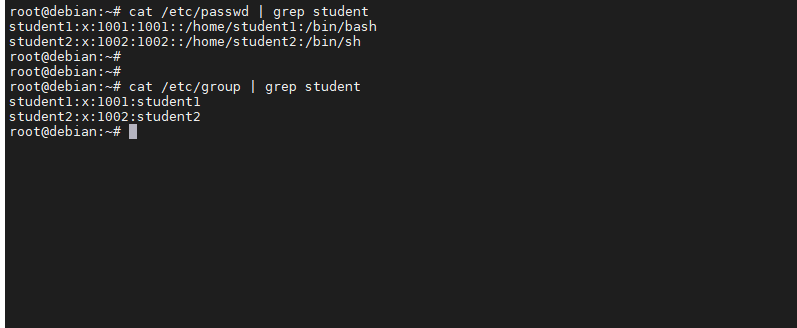 root@debian:~# cat /etc/passwd | grep student
student1:x:1001:1001::/home/student1:/bin/bash
student2:x:1002:1002::/home/student2:/bin/sh
root@debian:~#
root@debian:~#
root@debian:~# cat /etc/group | grep student
student1:x:1001:student1
student2:x:1002:student2
root@debian:~#